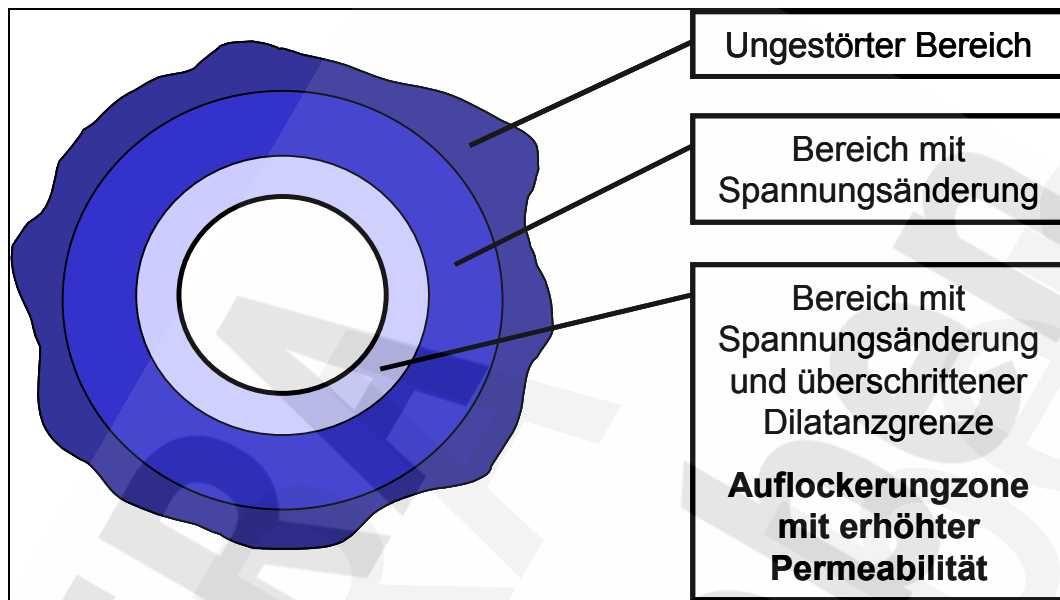 Ungestörter Bereich
Bereich mit
Spannungsänderung
Bereich mit
Spannungsänderung
und überschrittener
Dilatanzgrenze
Auflockerungzone
mit erhöhter
Permeabilität